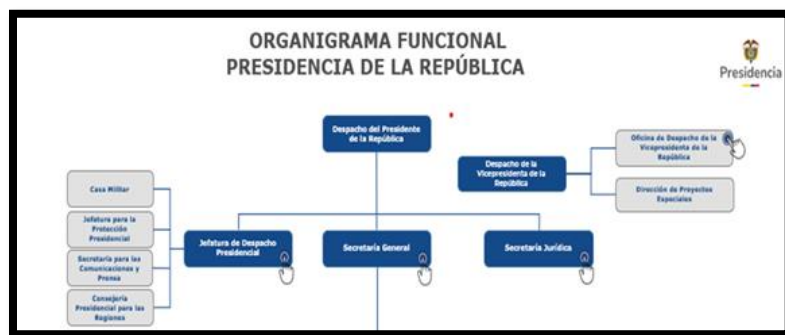 ORGANIGRAMA FUNCIONAL
PRESIDENCIA DE LA REPÚBLICA
Presidencia
Despacho del Presidente
de la República
Despacho de la
Vicepresidenta de la
República
Oficina de Despacho de la
Vicepresidenta de la
República
Dirección de Proyectos
Especiales
Casa Militar
Jefatura para la
Protección
Presidencial
Secretaría para las
Comunicaciones y
Prensa
Consejería
Presidencial para las
Regiones
Jefatura de Despacho
Presidencial
Secretaría General
Secretaría Jurídica